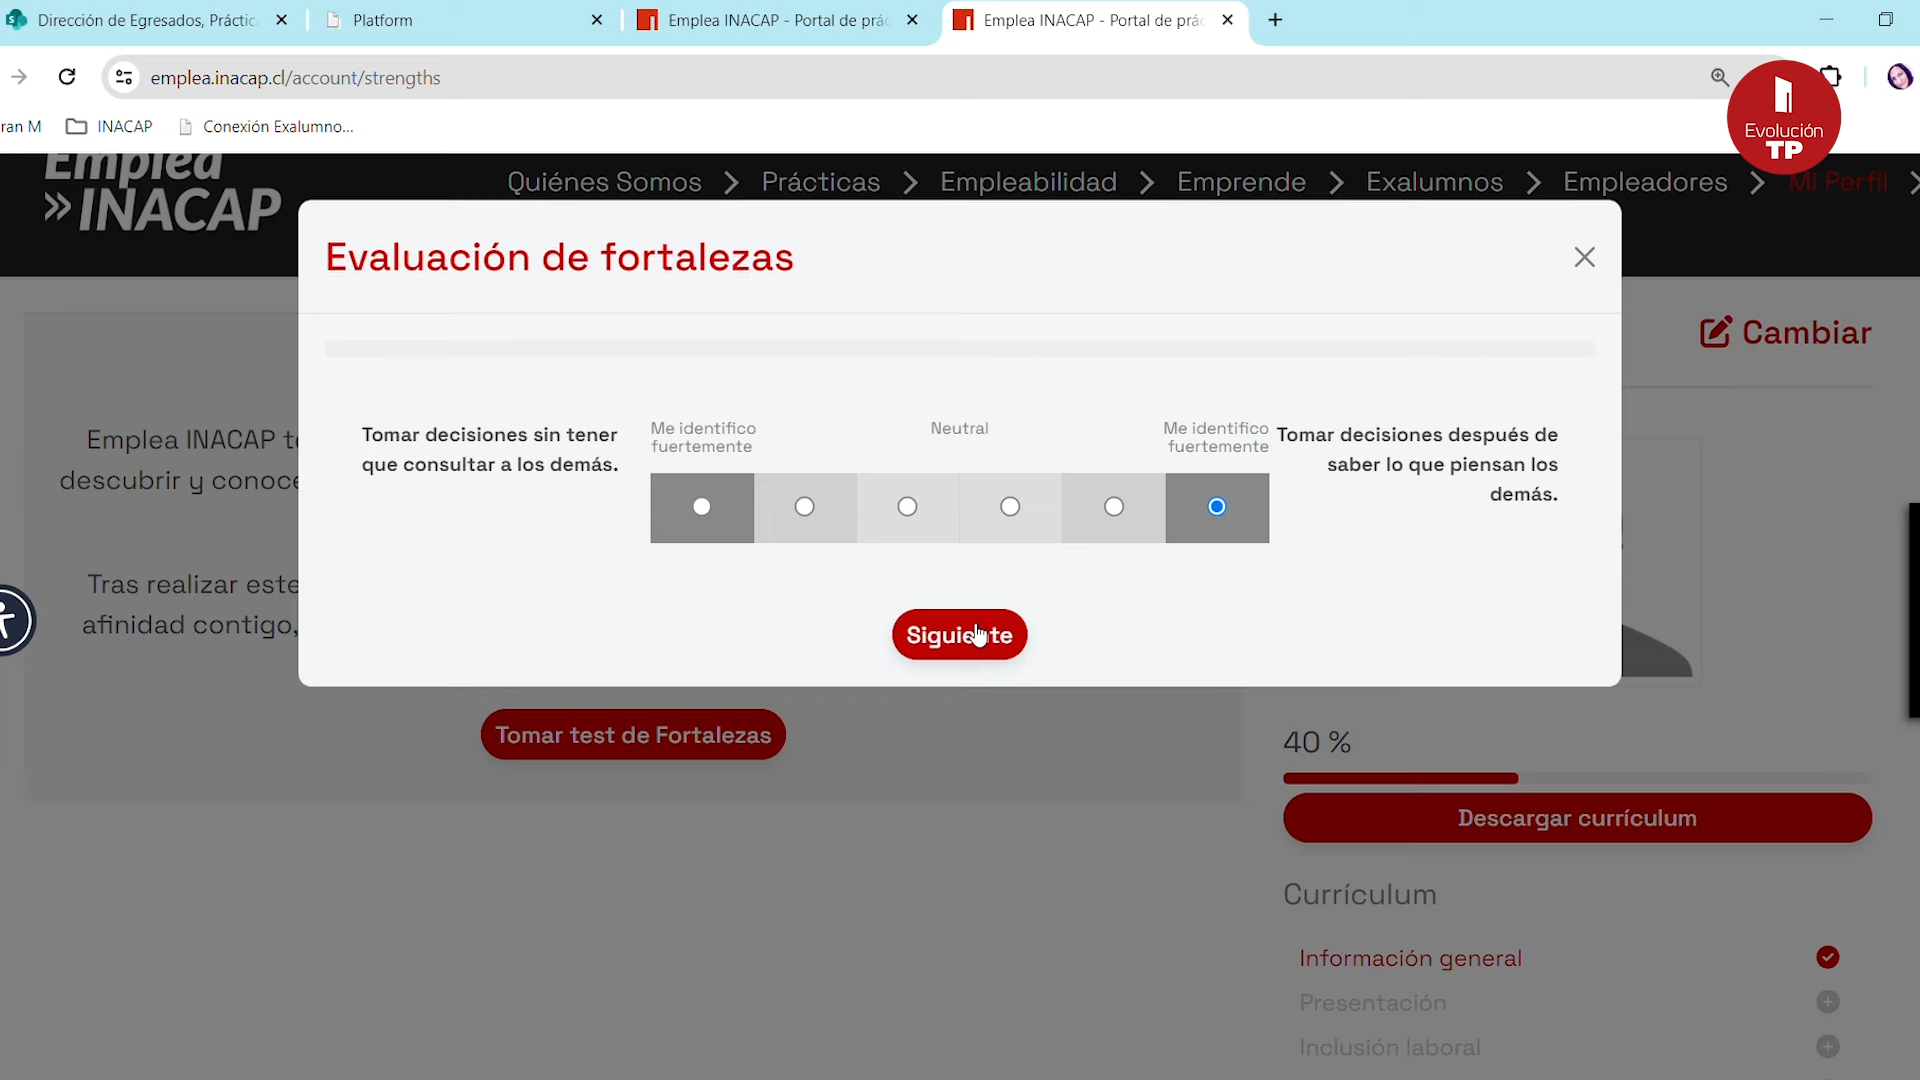 Dirección de Egresados, Práctic
Platform
Emplea INACAP - Portal de prá
Emplea INACAP - Portal de prá
emplea.inacap.cl/account/strengths
ran M
INACAP
Conexión Exalumno...
Evolución
TP
Emplea
»INACAP
Quiénes Somos
Prácticas
Empleabilidad
Emprende
Exalumnos
Empleadores
Mi Perfil
Evaluación de fortalezas
Cambiar
Tomar decisiones sin tener
que consultar a los demás.
Me identifico
fuertemente
Neutral
Me identifico
fuertemente
Tomar decisiones después de
saber lo que piensan los
demás.
Emplea INACAP
descubrir y
Tras realizar este
afinidad contigo,
Siguiente
Tomar test de Fortalezas
40 %
Descargar currículum
Currículum
Información general
Presentación
Inclusión laboral